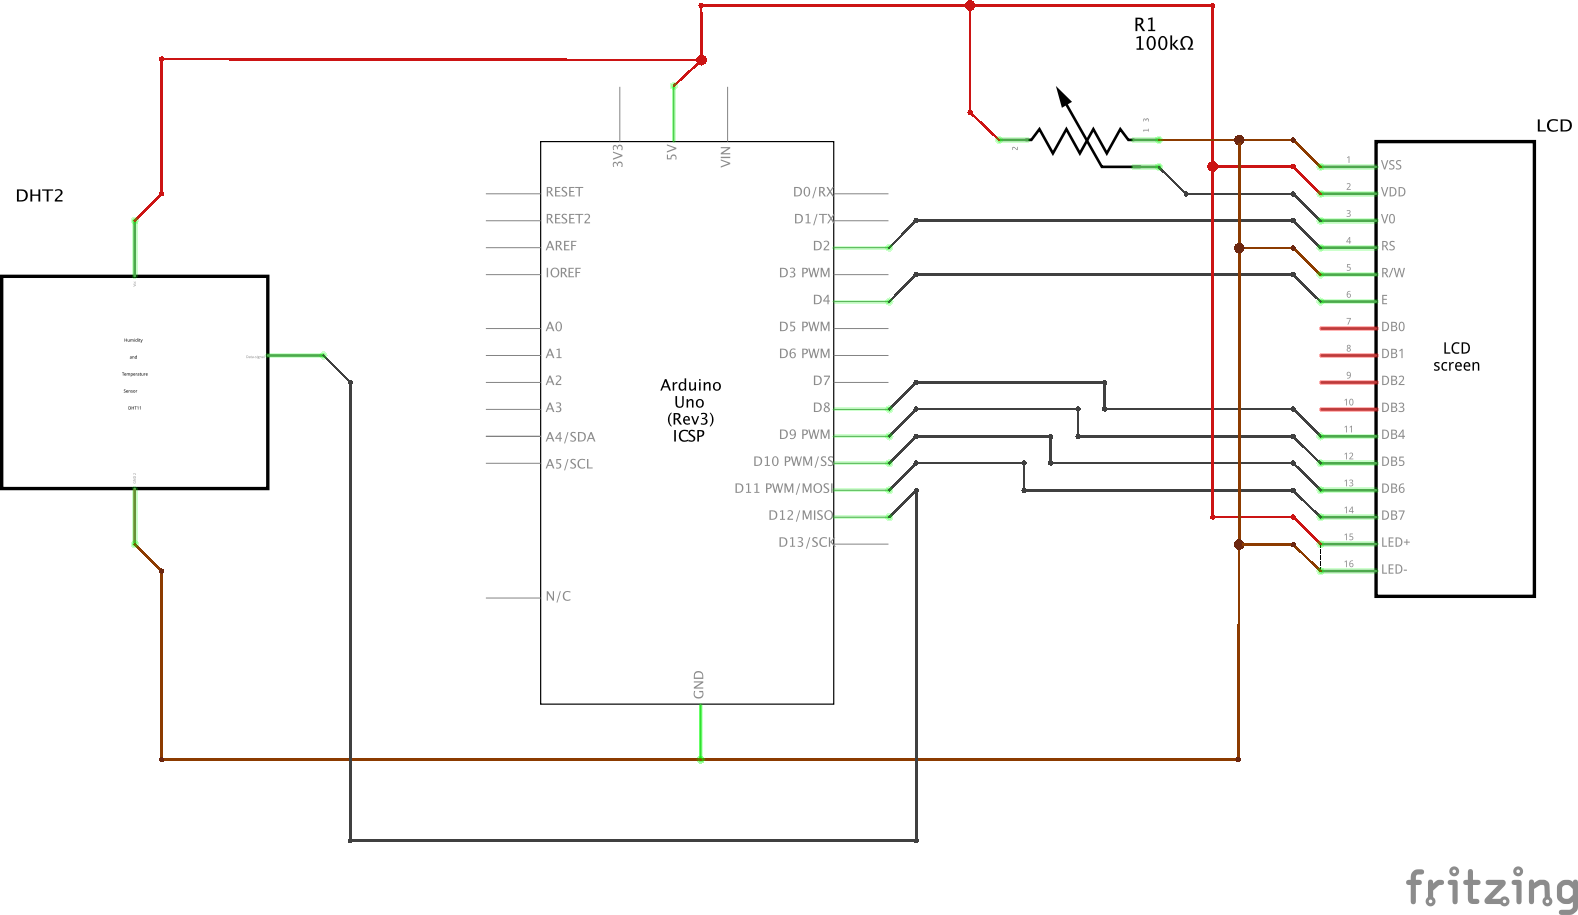 R1
100kΩ
LCD
DHT2
3V3
5V
VIN
RESET
RESET2
AREF
IOREF
A0
A1
A2
A3
A4/SDA
A5/SCL
N/C
D0/RX
D1/TX
D2
D3 PWM
D4
D5 PWM
D6 PWM
D7
D8
D9 PWM
D10 PWM/SS
D11 PWM/MOSI
D12/MISO
D13/SCK
GND
Arduino
Uno
(Rev3)
ICSP
Humidity
and
Temperature
Sensor
DHT11
2
1 3
1 VSS
2 VDD
3 V0
4 RS
5 R/W
6 E
7 DB0
8 DB1
9 DB2
10 DB3
11 DB4
12 DB5
13 DB6
14 DB7
15 LED+
16 LED-
LCD
screen
fritzing